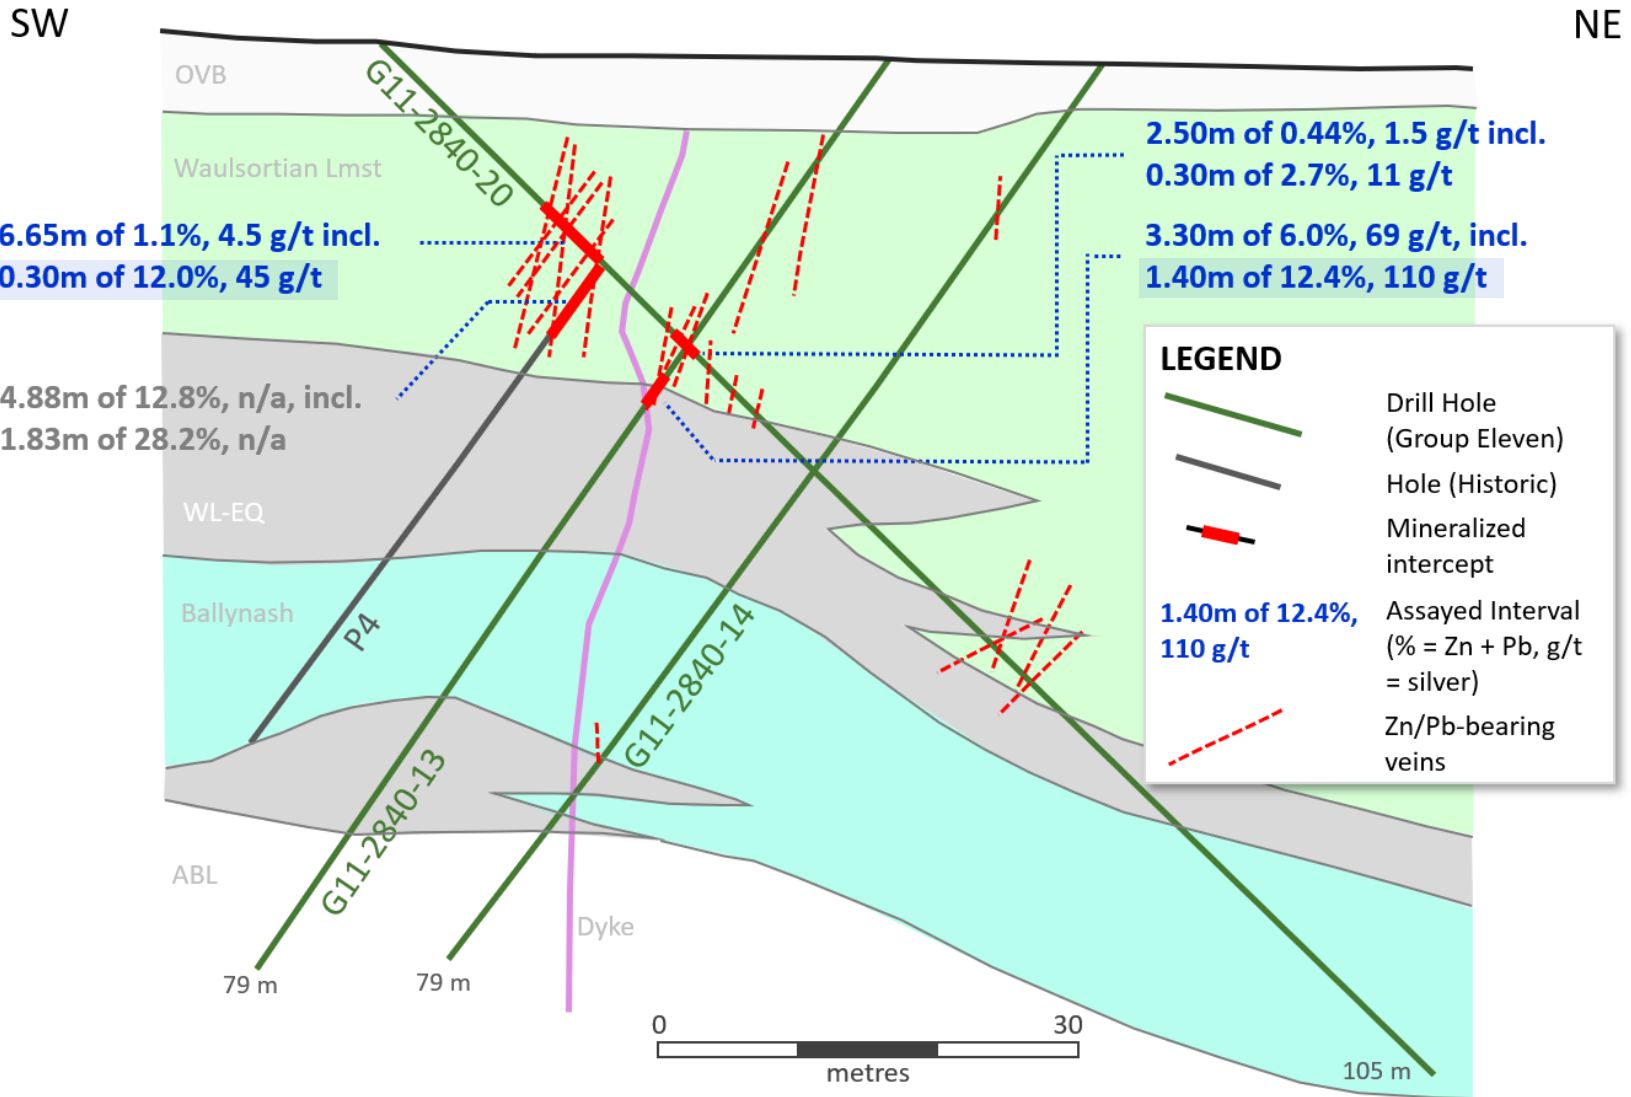 SW
NE
OVB
G11-2840-20
Waulsortian Lmst
2.50m of 0.44%, 1.5 g/t incl.
0.30m of 2.7%, 11 g/t
6.65m of 1.1%, 4.5 g/t incl.
0.30m of 12.0%, 45 g/t
3.30m of 6.0%, 69 g/t, incl.
1.40m of 12.4%, 110 g/t
4.88m of 12.8%, n/a, incl.
1.83m of 28.2%, n/a
WL-EQ
Ballynash
P4
G11-2840-14
G11-2840-13
ABL
Dyke
79 m
79 m
105 m
0
30
metres
LEGEND
Drill Hole
(Group Eleven)
Hole (Historic)
Mineralized
intercept
1.40m of 12.4%,
110 g/t
Assayed Interval
(% = Zn + Pb, g/t
= silver)
Zn/Pb-bearing
veins